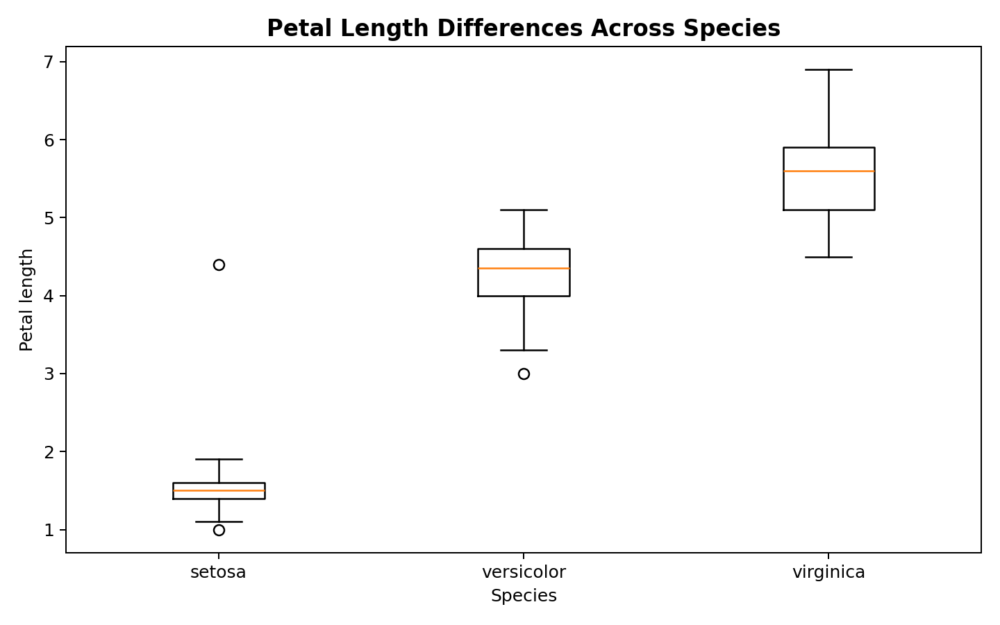 Petal Length Differences Across Species
7
6
5
4
3
2
1
Petal length
setosa
versicolor
virginica
Species